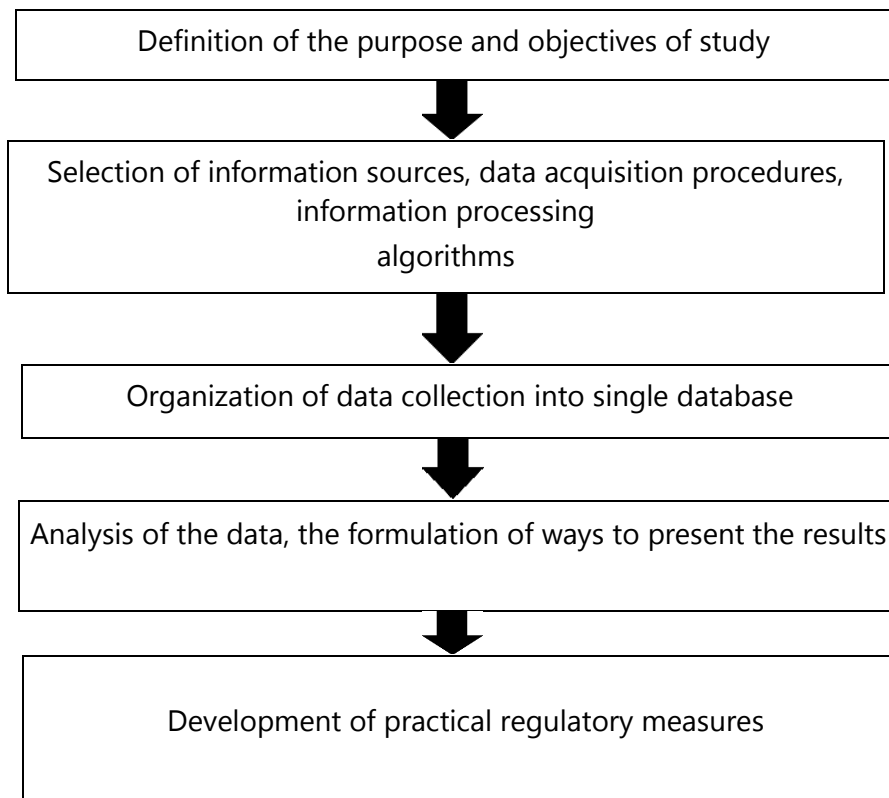 Definition of the purpose and objectives of study
Selection of information sources, data acquisition procedures,
information processing
algorithms
Organization of data collection into single database
Analysis of the data, the formulation of ways to present the results
Development of practical regulatory measures